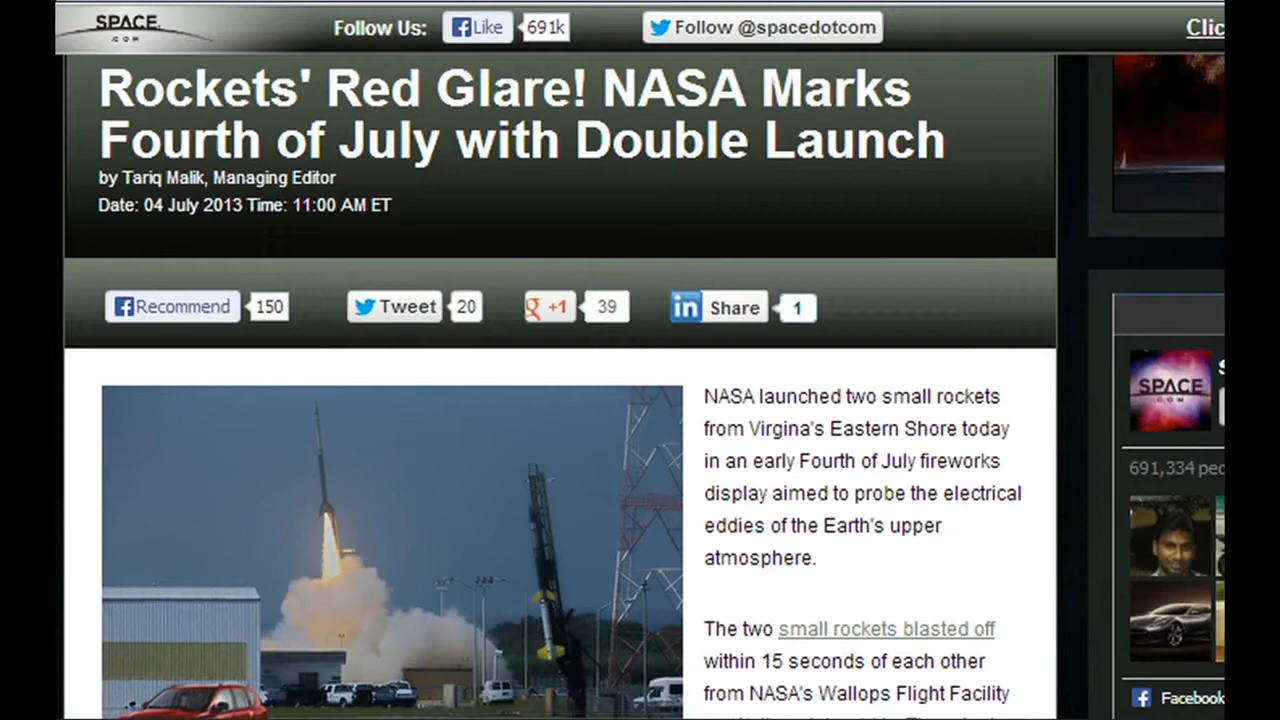 SPACE
.COM
Follow Us: Like 691k Follow @spacedotcom
Rockets' Red Glare! NASA Marks
Fourth of July with Double Launch
by Tariq Malik, Managing Editor
Date: 04 July 2013 Time: 11:00 AM ET
Recommend 150 Tweet 20 +1 39 in Share 1
NASA launched two small rockets
from Virgina's Eastern Shore today
in an early Fourth of July fireworks
display aimed to probe the electrical
eddies of the Earth's upper
atmosphere.
The two small rockets blasted off
within 15 seconds of each other
from NASA's Wallops Flight Facility
SPACE
.COM
691,334
Facebook